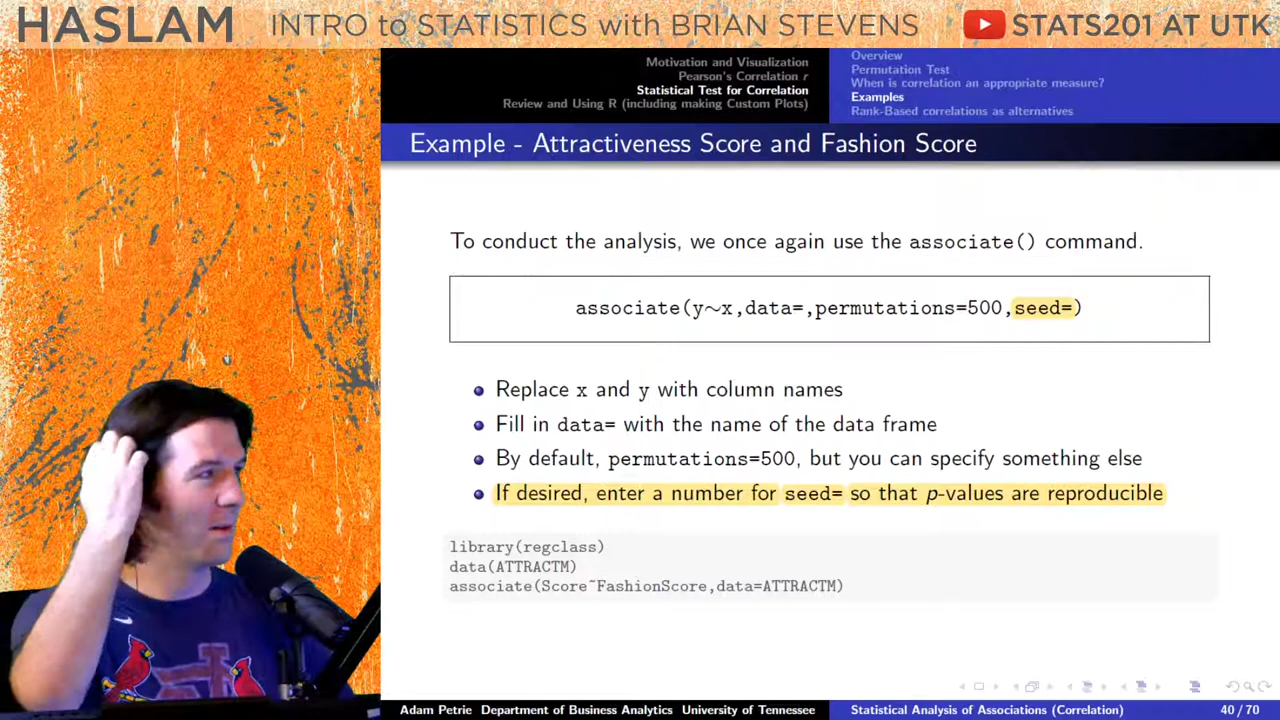 HASLAM INTRO to STATISTICS with BRIAN STEVENS STATS201 AT UTK
Motivation and Visualization
Pearson's Correlation r
Statistical Test for Correlation
Review and Using R (including making Custom Plots)
Overview
Permutation Test
When is correlation an appropriate measure?
Examples
Rank-Based correlations as alternatives
Example - Attractiveness Score and Fashion Score
To conduct the analysis, we once again use the associate() command.
associate(y~x,data=,permutations=500,seed=)
Replace x and y with column names
Fill in data= with the name of the data frame
By default, permutations=500, but you can specify something else
If desired, enter a number for seed= so that p-values are reproducible
library(regclass)
data(ATTRACTM)
associate(Score~FashionScore,data=ATTRACTM)
Adam Petrie Department of Business Analytics University of Tennessee Statistical Analysis of Associations (Correlation) 40 / 70